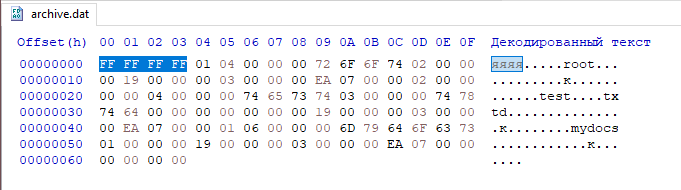 archive.dat
Offset(h) 00 01 02 03 04 05 06 07 08 09 0A 0B 0C 0D 0E 0F Декодированный текст
00000000 FF FF FF FF 01 04 00 00 00 72 6F 6F 74 02 00 00 яяяя.....root...
00000010 00 19 00 00 00 03 00 00 00 EA 07 00 00 02 00 00 .........к......
00000020 00 00 04 00 00 00 74 65 73 74 03 00 00 00 74 78 ......test....tx
00000030 74 64 00 00 00 00 00 00 00 19 00 00 00 03 00 00 td..............
00000040 00 EA 07 00 00 01 06 00 00 00 6D 79 64 6F 63 73 .к........mydocs
00000050 01 00 00 00 19 00 00 00 03 00 00 00 EA 07 00 00 ............к...
00000060 00 00 00 00 ....